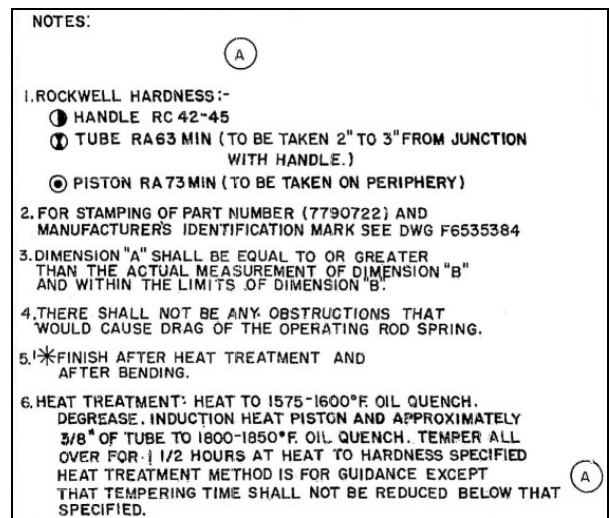 NOTES:
A
1.ROCKWELL HARDNESS:-
HANDLE RC 42-45
TUBE RA63 MIN (TO BE TAKEN 2" TO 3" FROM JUNCTION
WITH HANDLE.)
PISTON RA73MIN (TO BE TAKEN ON PERIPHERY)
2. FOR STAMPING OF PART NUMBER (7790722) AND
MANUFACTURER'S IDENTIFICATION MARK SEE DWG F6535384
3.DIMENSION "A" SHALL BE EQUAL TO OR GREATER
THAN THE ACTUAL MEASUREMENT OF DIMENSION "B"
AND WITHIN THE LIMITS OF DIMENSION "B".
4.THERE SHALL NOT BE ANY OBSTRUCTIONS THAT
WOULD CAUSE DRAG OF THE OPERATING ROD SPRING.
5.'*FINISH AFTER HEAT TREATMENT AND
AFTER BENDING.
6. HEAT TREATMENT: HEAT TO 1575-1600°F. OIL QUENCH.
DEGREASE. INDUCTION HEAT PISTON AND APPROXIMATELY
3/8" OF TUBE TO 1800-1850°F. OIL QUENCH. TEMPER ALL
OVER FOR 1 1/2 HOURS AT HEAT TO HARDNESS SPECIFIED
HEAT TREATMENT METHOD IS FOR GUIDANCE EXCEPT
THAT TEMPERING TIME SHALL NOT BE REDUCED BELOW THAT
SPECIFIED.
A